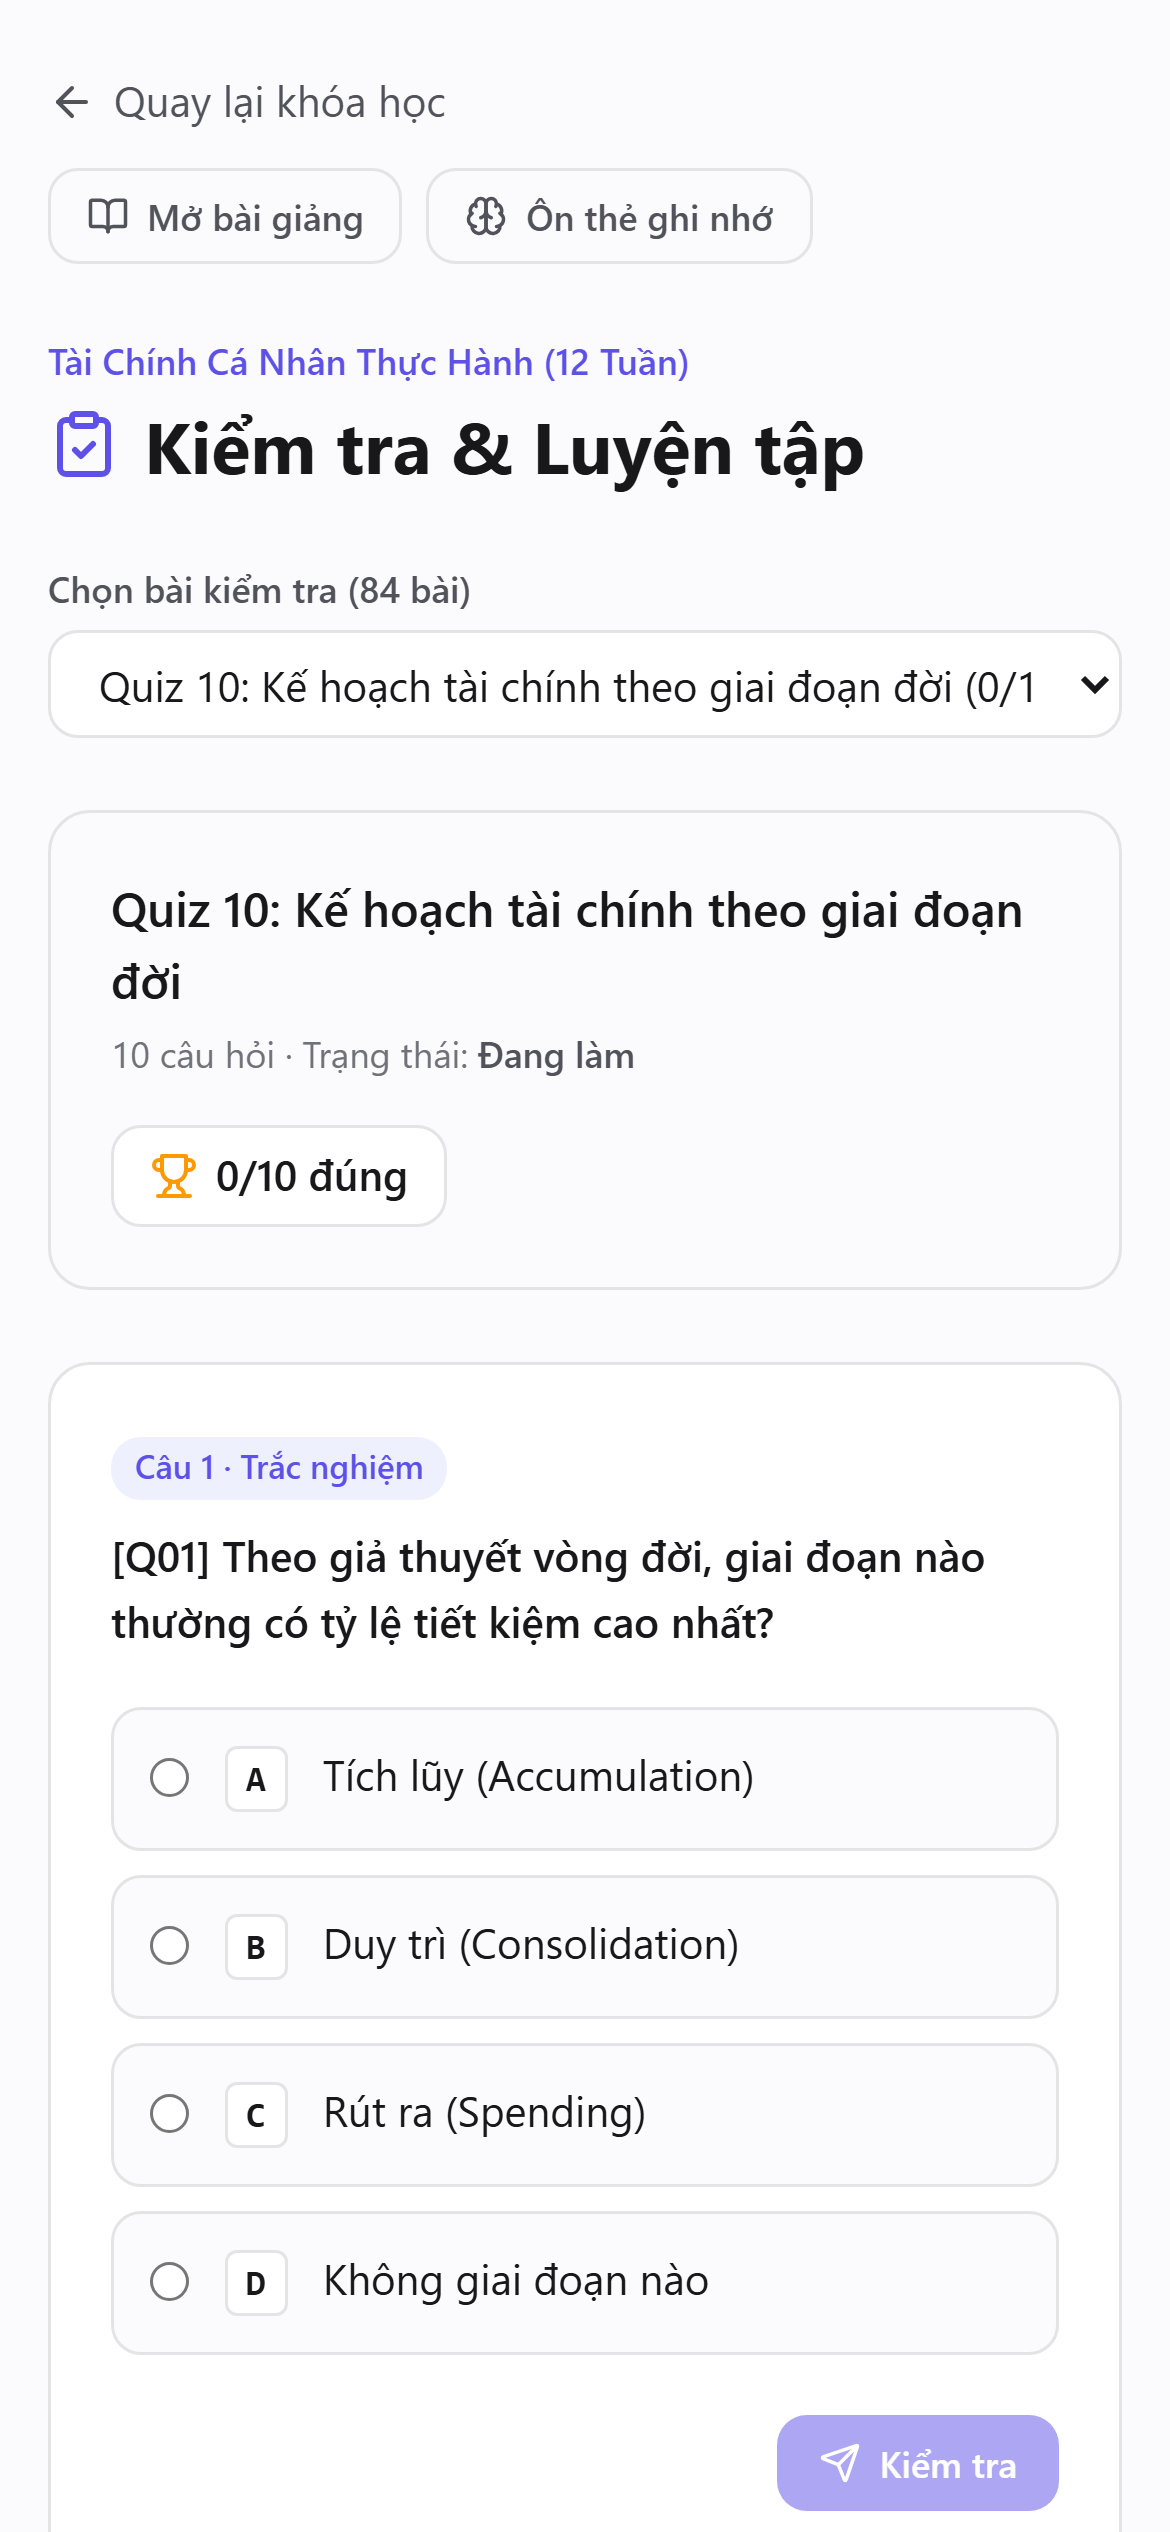 Quay lại khóa học
Mở bài giảng
Ôn thẻ ghi nhớ
Tài Chính Cá Nhân Thực Hành (12 Tuần)
Kiểm tra & Luyện tập
Chọn bài kiểm tra (84 bài)
Quiz 10: Kế hoạch tài chính theo giai đoạn đời (0/1
Quiz 10: Kế hoạch tài chính theo giai đoạn
đời
10 câu hỏi · Trạng thái: Đang làm
0/10 đúng
Câu 1 · Trắc nghiệm
[Q01] Theo giả thuyết vòng đời, giai đoạn nào
thường có tỷ lệ tiết kiệm cao nhất?
A Tích lũy (Accumulation)
B Duy trì (Consolidation)
C Rút ra (Spending)
D Không giai đoạn nào
Kiểm tra